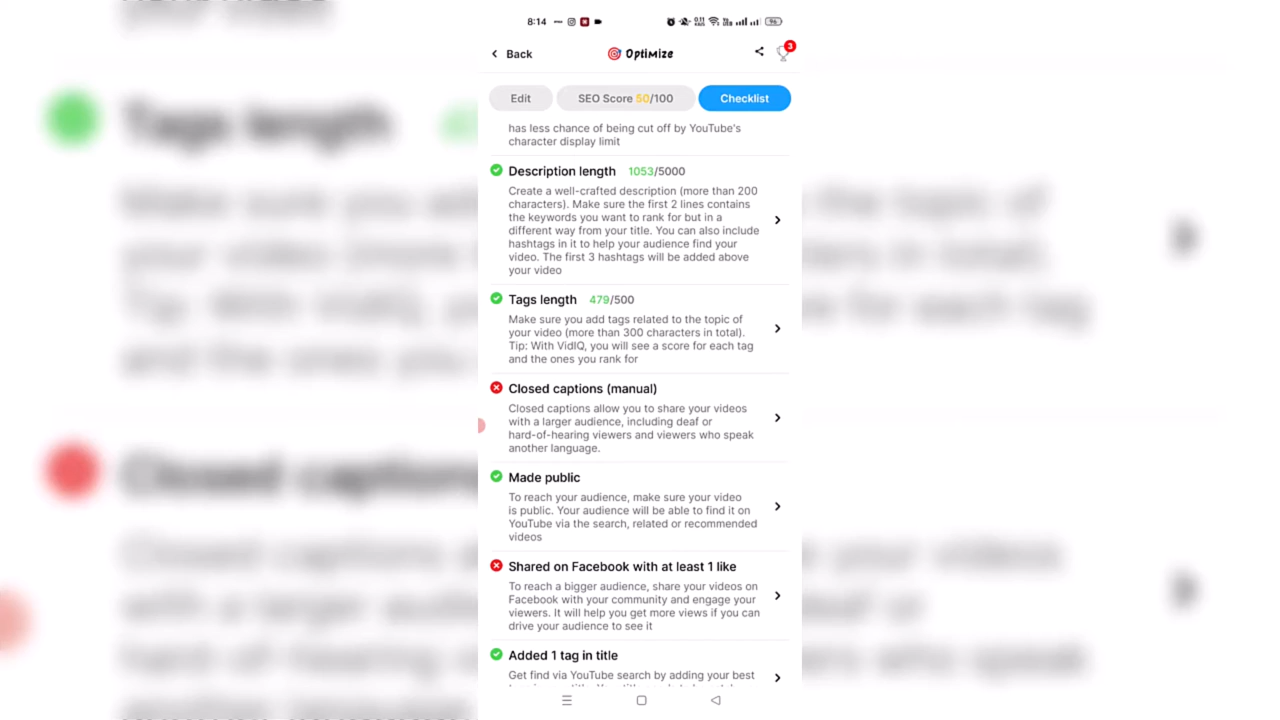 8:14
Back
Optimize
3
Edit
SEO Score 50/100
Checklist
has less chance of being cut off by YouTube's
character display limit
Description length 1053/5000
Create a well-crafted description (more than 200
characters). Make sure the first 2 lines contains
the keywords you want to rank for but in a
different way from your title. You can also include
hashtags in it to help your audience find your
video. The first 3 hashtags will be added above
your video
Tags length 479/500
Make sure you add tags related to the topic of
your video (more than 300 characters in total).
Tip: With VidIQ, you will see a score for each tag
and the ones you rank for
Closed captions (manual)
Closed captions allow you to share your videos
with a larger audience, including deaf or
hard-of-hearing viewers and viewers who speak
another language.
Made public
To reach your audience, make sure your video
is public. Your audience will be able to find it on
YouTube via the search, related or recommended
videos
Shared on Facebook with at least 1 like
To reach a bigger audience, share your videos on
Facebook with your community and engage your
viewers. It will help you get more views if you can
drive your audience to see it
Added 1 tag in title
Get find via YouTube search by adding your best